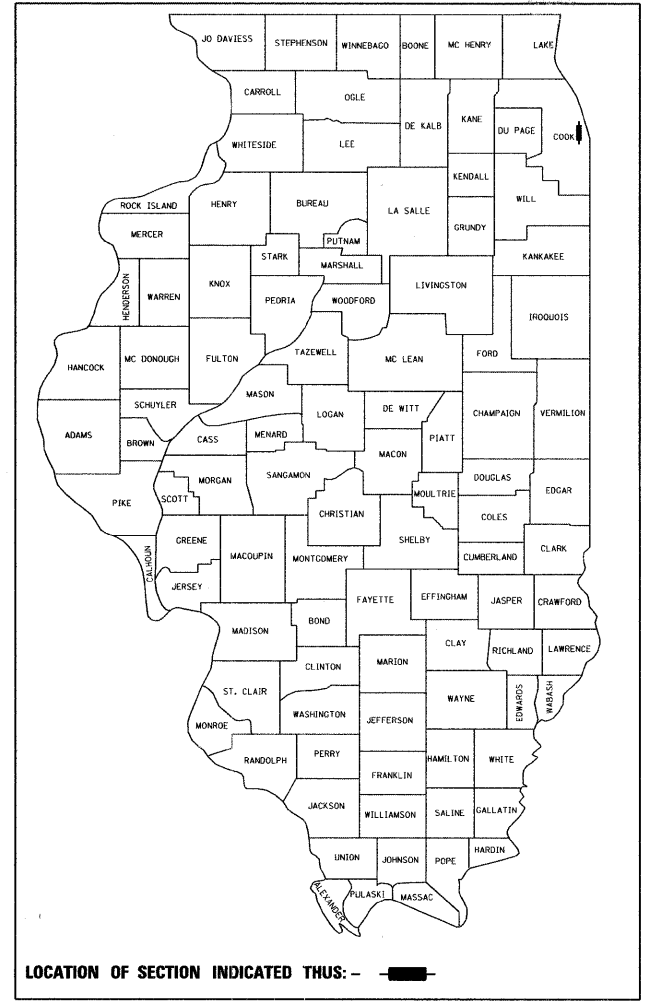 JO DAVIESS STEPHENSON WINNEBAGO BOONE MC HENRY LAKE
CARROLL OGLE DE KALB KANE DU PAGE COOK
WHITESIDE LEE
KENDALL
ROCK ISLAND HENRY BUREAU LA SALLE WILL
GRUNDY
MERCER PUTNAM
STARK MARSHALL KANKAKEE
HENDERSON WARREN KNOX PEORIA WOODFORD LIVINGSTON
IROQUOIS
HANCOCK MC DONOUGH FULTON TAZEWELL MC LEAN FORD
MASON
SCHUYLER LOGAN DE WITT CHAMPAIGN VERMILION
ADAMS BROWN CASS MENARD PIATT
MACON
MORGAN SANGAMON DOUGLAS EDGAR
PIKE SCOTT MOULTRIE
CHRISTIAN COLES
GREENE MACOUPIN MONTGOMERY SHELBY
CALHOUN CUMBERLAND CLARK
JERSEY
FAYETTE EFFINGHAM JASPER CRAWFORD
MADISON BOND
CLAY RICHLAND LAWRENCE
CLINTON MARION
ST. CLAIR WAYNE EDWARDS WABASH
WASHINGTON JEFFERSON
MONROE
RANDOLPH PERRY HAMILTON WHITE
FRANKLIN
JACKSON WILLIAMSON SALINE GALLATIN
UNION JOHNSON POPE HARDIN
ALEXANDER PULASKI MASSAC
LOCATION OF SECTION INDICATED THUS: -